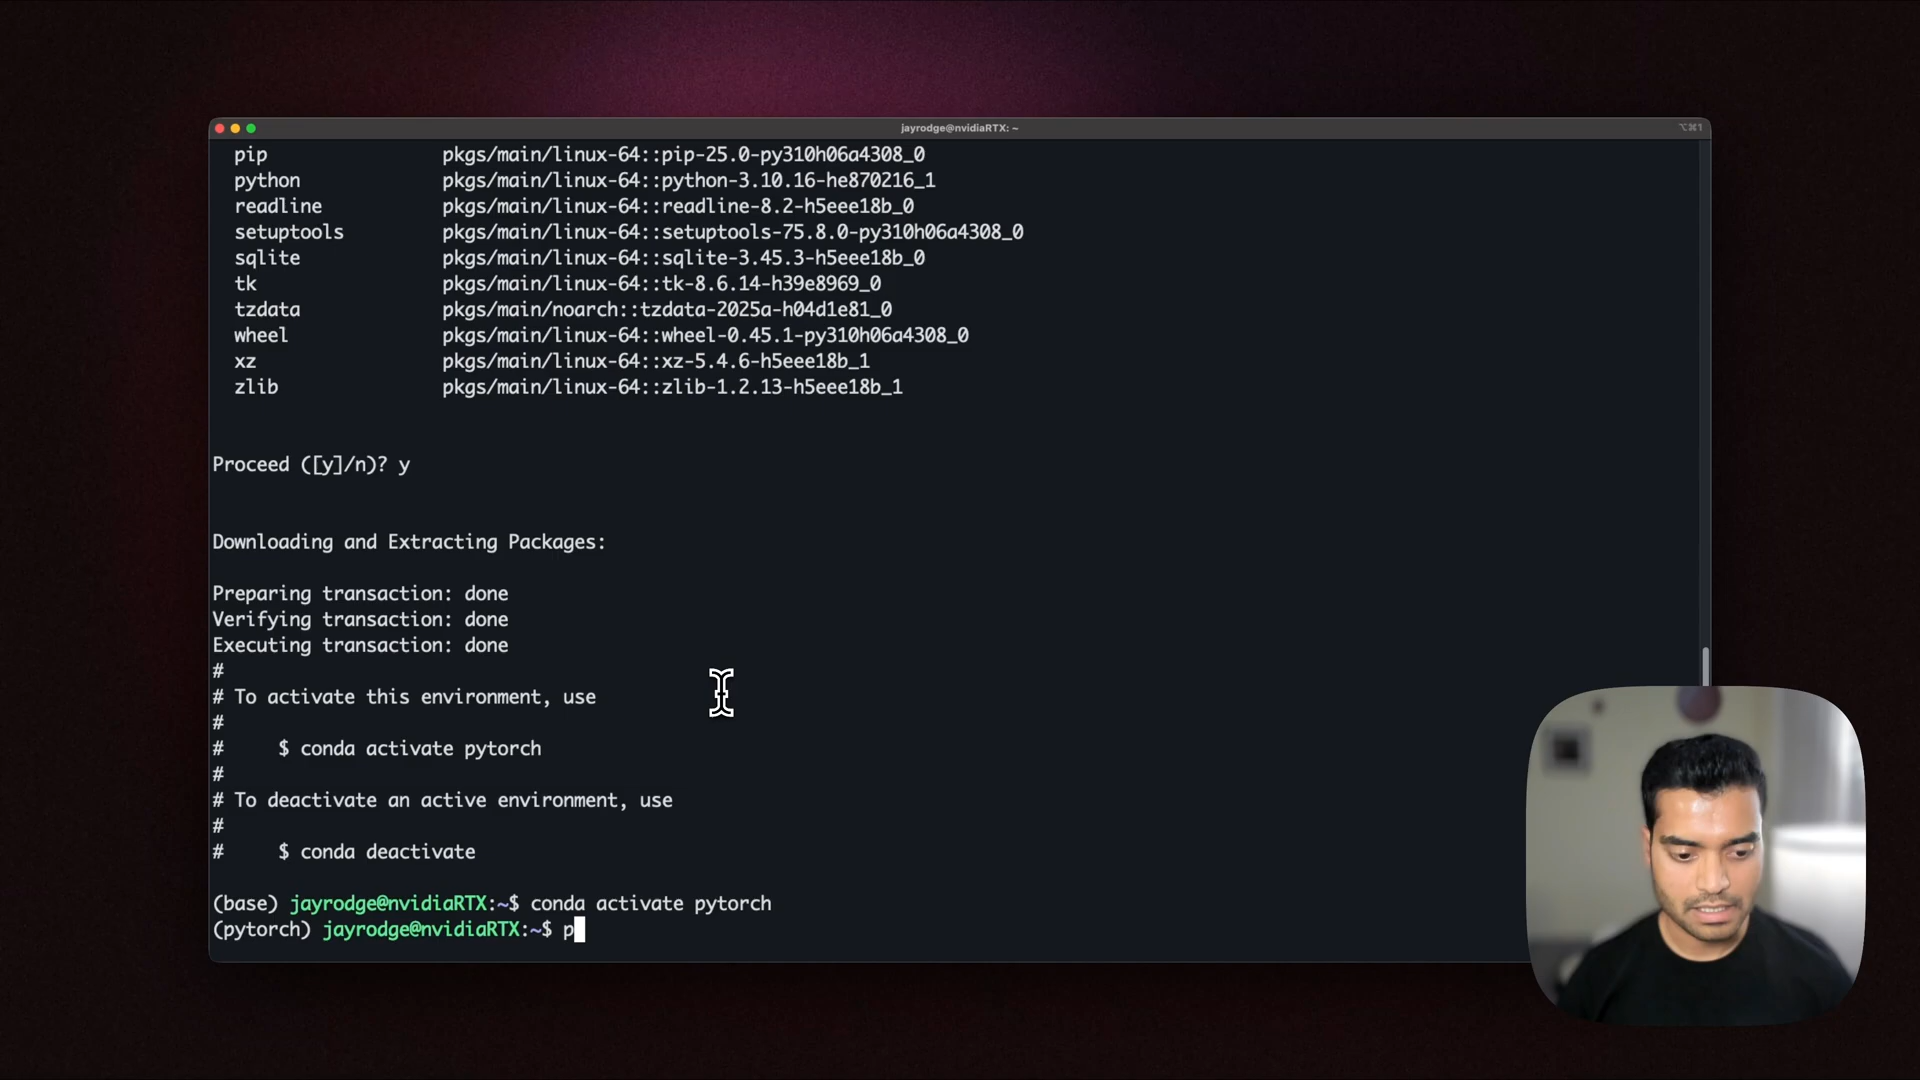 jayrodge@nvidiaRTX: ~
⌥⌘1
pip pkgs/main/linux-64::pip-25.0-py310h06a4308_0
python pkgs/main/linux-64::python-3.10.16-he870216_1
readline pkgs/main/linux-64::readline-8.2-h5eee18b_0
setuptools pkgs/main/linux-64::setuptools-75.8.0-py310h06a4308_0
sqlite pkgs/main/linux-64::sqlite-3.45.3-h5eee18b_0
tk pkgs/main/linux-64::tk-8.6.14-h39e8969_0
tzdata pkgs/main/noarch::tzdata-2025a-h04d1e81_0
wheel pkgs/main/linux-64::wheel-0.45.1-py310h06a4308_0
xz pkgs/main/linux-64::xz-5.4.6-h5eee18b_1
zlib pkgs/main/linux-64::zlib-1.2.13-h5eee18b_1
Proceed ([y]/n)? y
Downloading and Extracting Packages:
Preparing transaction: done
Verifying transaction: done
Executing transaction: done
#
# To activate this environment, use
#
# $ conda activate pytorch
#
# To deactivate an active environment, use
#
# $ conda deactivate
(base) jayrodge@nvidiaRTX:~$ conda activate pytorch
(pytorch) jayrodge@nvidiaRTX:~$ p